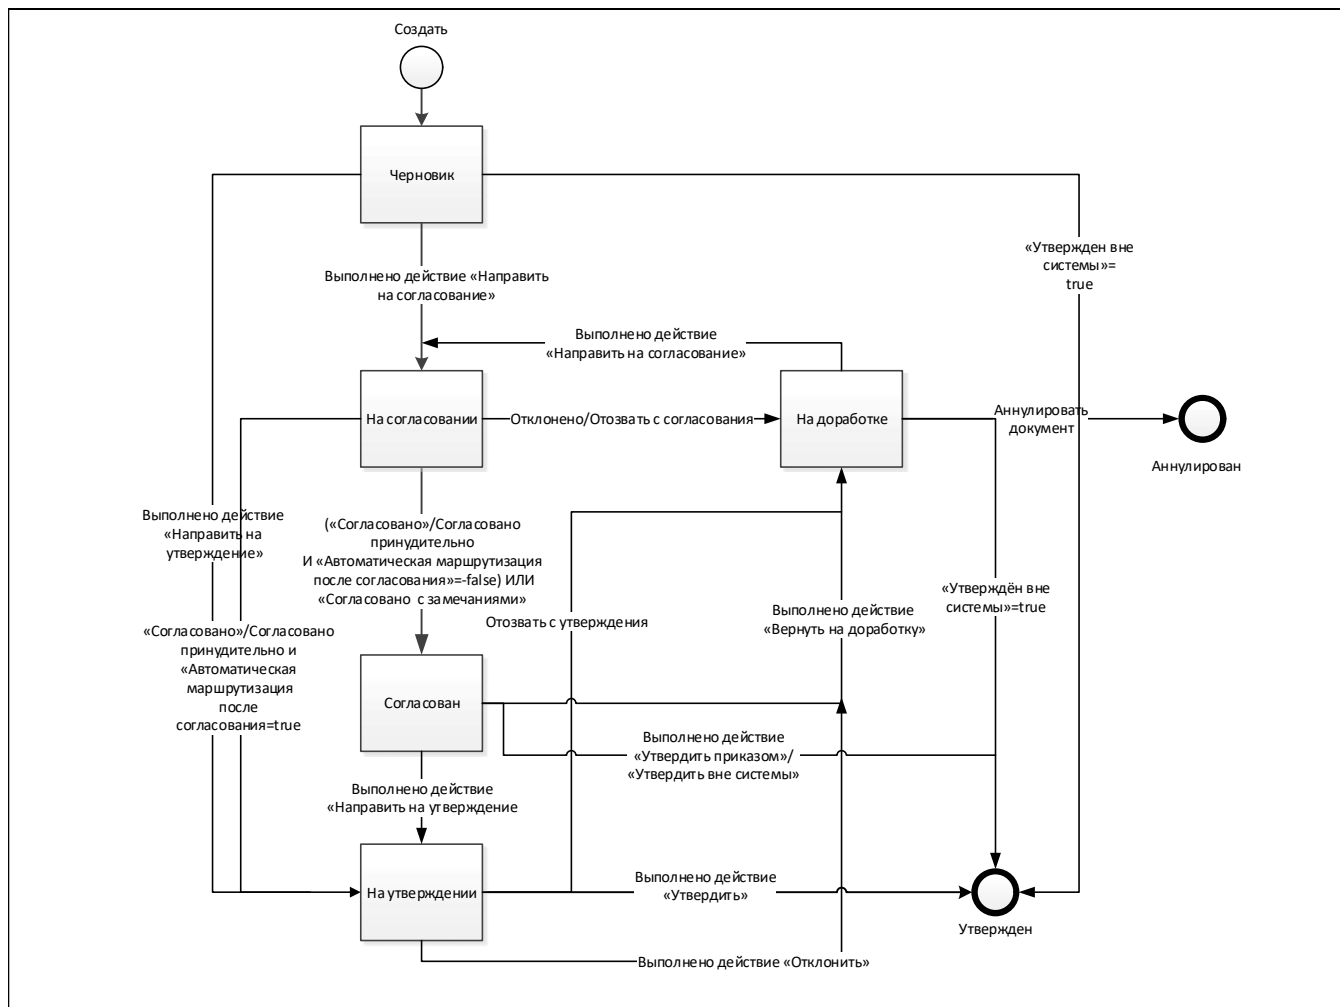 Создать
Черновик
«Утвержден вне
системы»=
true
Выполнено действие «Направить
на согласование»
Выполнено действие
«Направить на согласование»
На согласовании
Отклонено/Отозвать с согласования
На доработке
Аннулировать
документ
Аннулирован
Выполнено действие
«Направить на
утверждение»
(«Согласовано»/Согласовано
принудительно
И «Автоматическая маршрутизация
после согласования»=-false) ИЛИ
«Согласовано с замечаниями»
«Утверждён вне
системы»=true
Выполнено действие
«Вернуть на доработку»
Отозвать с утверждения
«Согласовано»/Согласовано
принудительно и
«Автоматическая
маршрутизация
после
согласования=true
Согласован
Выполнено действие
«Утвердить приказом»/
«Утвердить вне системы»
Выполнено действие
«Направить на утверждение
На утверждении
Выполнено действие
«Утвердить»
Утвержден
Выполнено действие «Отклонить»